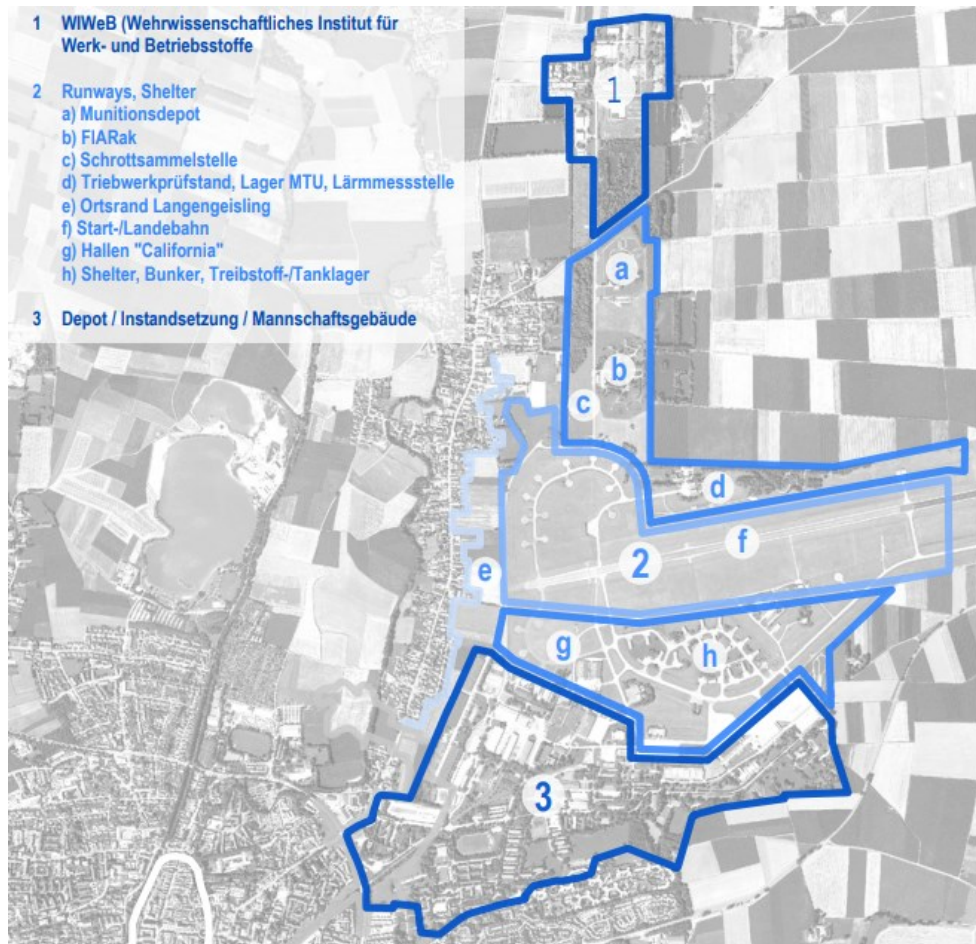 1 WIWeB (Wehrwissenschaftliches Institut für
Werk- und Betriebsstoffe
2 Runways, Shelter
a) Munitionsdepot
b) FlARak
c) Schrottsammelstelle
d) Triebwerkprüfstand, Lager MTU, Lärmmessstelle
e) Ortsrand Langengeisling
f) Start-/Landebahn
g) Hallen "California"
h) Shelter, Bunker, Treibstoff-/Tanklager
3 Depot / Instandsetzung / Mannschaftsgebäude
1
a
b
c
d
f
2
e
g
h
3